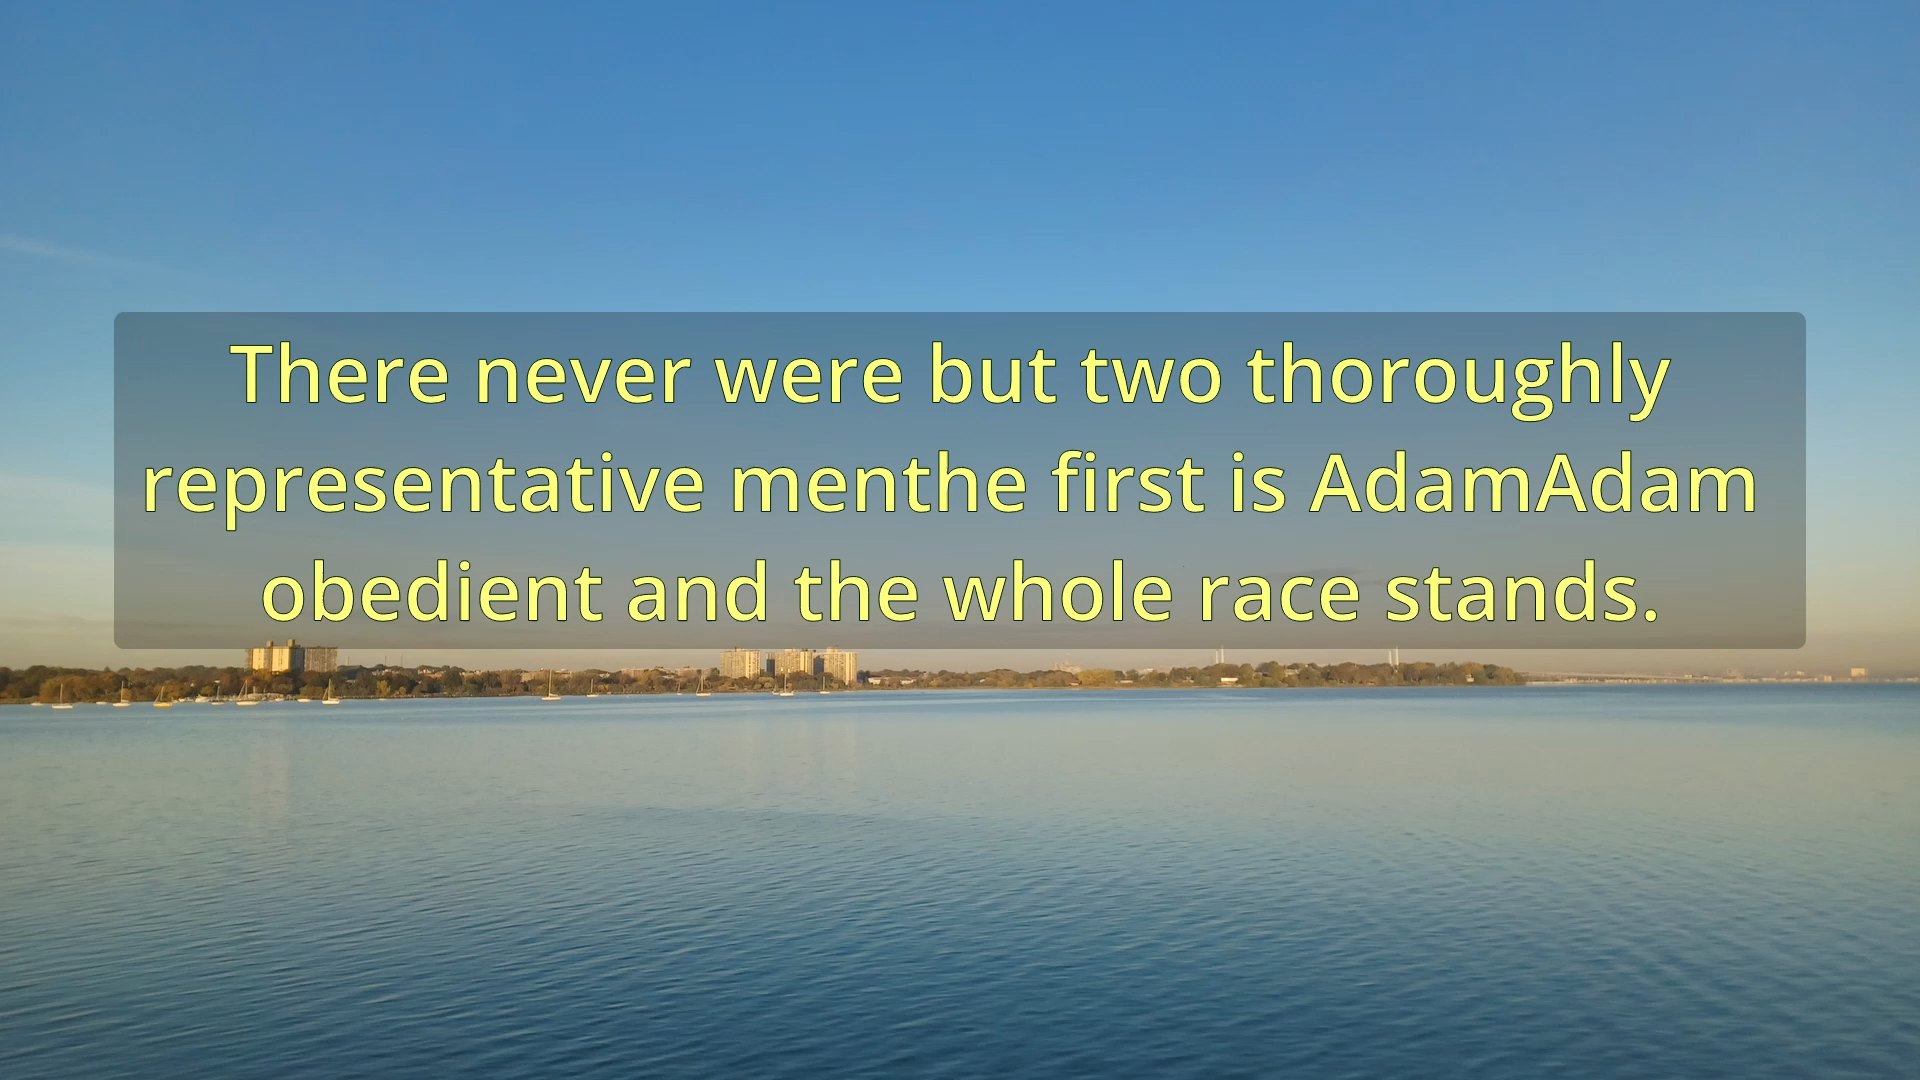 There never were but two thoroughly
representative menthe first is AdamAdam
obedient and the whole race stands.